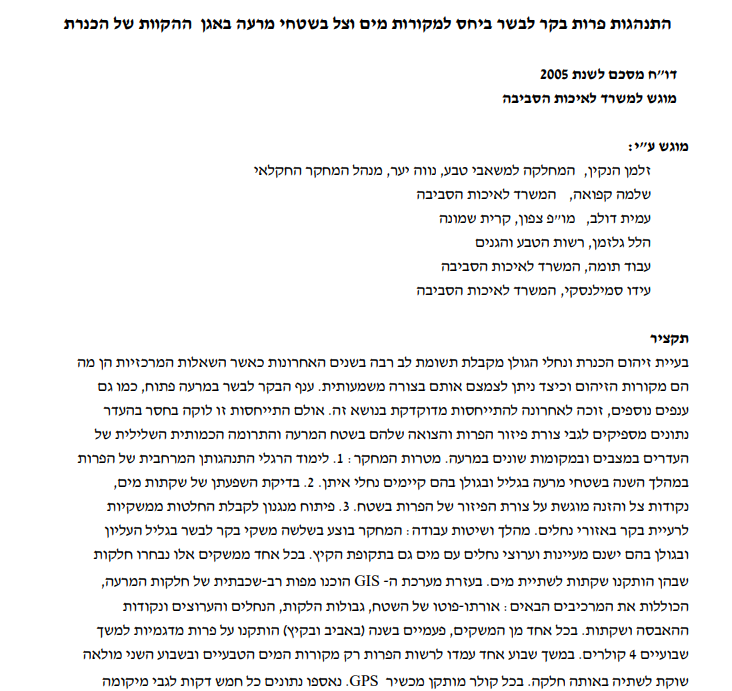 התנהגות פרות בקר לבשר ביחס למקורות מים וצל בשטחי מרעה באגן ההקוות של הכנרת
דו״ח מסכם לשנת 2005
מוגש למשרד לאיכות הסביבה
מוגש ע״י:
זלמן הנקין, המחלקה למשאבי טבע, נווה יער, מנהל המחקר החקלאי
שלמה קפואה, המשרד לאיכות הסביבה
עמית דולב, מו״פ צפון, קרית שמונה
הלל גלזמן, רשות הטבע והגנים
עבוד תומה, המשרד לאיכות הסביבה
עידו סמילנסקי, המשרד לאיכות הסביבה
תקציר
בעיית זיהום הכנרת ונחלי הגולן מקבלת תשומת לב רבה בשנים האחרונות כאשר השאלות המרכזיות הן מה
הם מקורות הזיהום וכיצד ניתן לצמצם אותם בצורה משמעותית. ענף הבקר לבשר במרעה פתוח, כמו גם
ענפים נוספים, זוכה לאחרונה להתייחסות מדוקדקת בנושא זה. אולם התייחסות זו לוקה בחסר בהעדר
נתונים מספיקים לגבי צורת פיזור הפרות והצואה שלהם בשטח המרעה והתרומה הכמותית השלילית של
העדרים במצבים ובמקומות שונים במרעה. מטרות המחקר: 1. לימוד הרגלי התנהגותן המרחבית של הפרות
במהלך השנה בשטחי מרעה בגליל ובגולן בהם קיימים נחלי איתן. 2. בדיקת השפעתן של שקתות מים,
נקודות צל והזנה מוגשת על צורת הפיזור של הפרות בשטח. 3. פיתוח מנגנון לקבלת החלטות ממשקיות
לרעיית בקר באזורי נחלים. מהלך ושיטות עבודה: המחקר בוצע בשלשה משקי בקר לבשר בגליל העליון
ובגולן בהם ישנם מעיינות וערוצי נחלים עם מים גם בתקופת הקיץ. בכל אחד ממשקים אלו נבחרו חלקות
שבהן הותקנו שקתות לשתיית מים. בעזרת מערכת ה- GIS הוכנו מפות רב-שכבתית של חלקות המרעה,
הכוללות את המרכיבים הבאים: אורתו-פוטו של השטח, גבולות הלקות, הנחלים והערוצים ונקודות
ההאבסה ושקתות. בכל אחד מן המשקים, פעמיים בשנה (באביב ובקיץ) הותקנו על פרות מדגמיות למשך
שבועיים 4 קולרים. במשך שבוע אחד עמדו לרשות הפרות רק מקורות המים הטבעיים ובשבוע השני מולאה
שוקת לשתיה באותה חלקה. בכל קולר מותקן מכשיר GPS. נאספו נתונים כל חמש דקות לגבי מיקומה